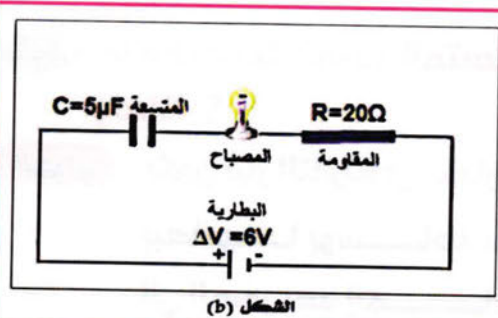 المتسعة C=5μF
R=20Ω
المصباح
المقاومة
البطارية
ΔV =6V
+ -
الشكل (b)